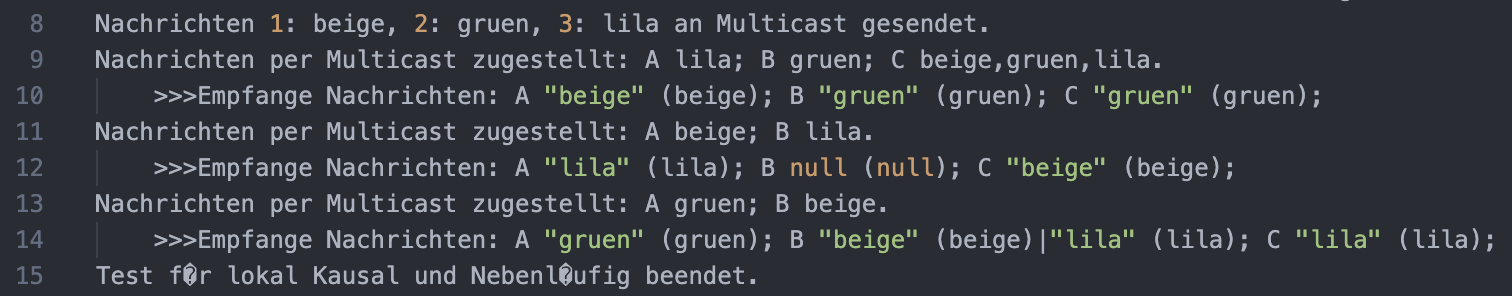 8 Nachrichten 1: beige, 2: gruen, 3: lila an Multicast gesendet.
9 Nachrichten per Multicast zugestellt: A lila; B gruen; C beige,gruen,lila.
10 >>>Empfange Nachrichten: A "beige" (beige); B "gruen" (gruen); C "gruen" (gruen);
11 Nachrichten per Multicast zugestellt: A beige; B lila.
12 >>>Empfange Nachrichten: A "lila" (lila); B null (null); C "beige" (beige);
13 Nachrichten per Multicast zugestellt: A gruen; B beige.
14 >>>Empfange Nachrichten: A "gruen" (gruen); B "beige" (beige)|"lila" (lila); C "lila" (lila);
15 Test f�r lokal Kausal und Nebenl�ufig beendet.